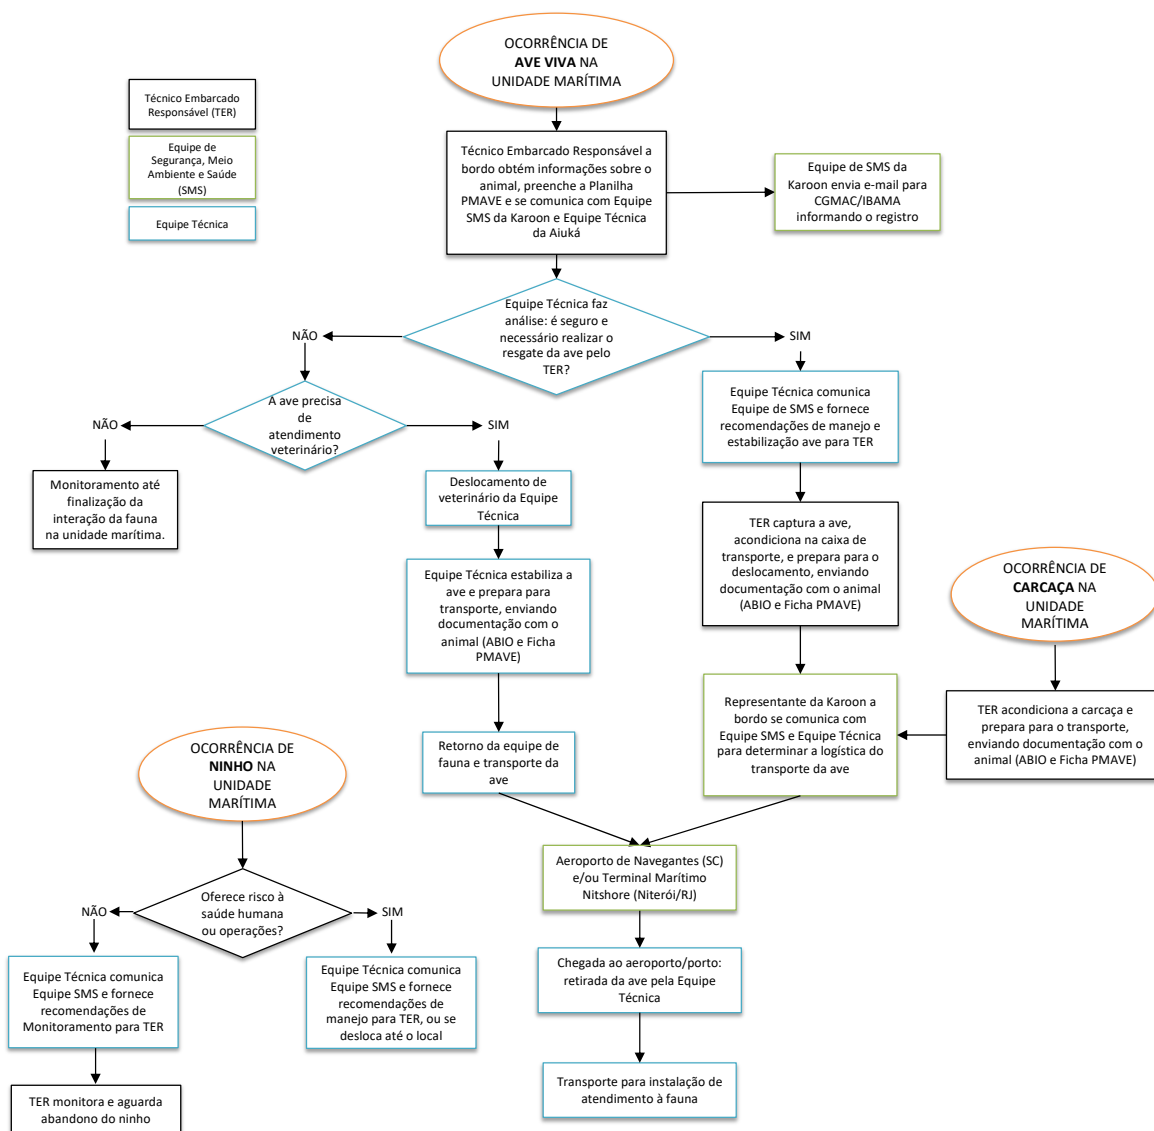 OCORRÊNCIA DE
AVE VIVA NA
UNIDADE MARÍTIMA
Técnico Embarcado
Responsável (TER)
Equipe de
Segurança, Meio
Ambiente e Saúde
(SMS)
Equipe Técnica
Técnico Embarcado Responsável a
bordo obtém informações sobre o
animal, preenche a Planilha
PMAVE e se comunica com Equipe
SMS da Karoon e Equipe Técnica
da Aiuká
Equipe de SMS da
Karoon envia e-mail para
CGMAC/IBAMA
informando o registro
Equipe Técnica faz
análise: é seguro e
necessário realizar o
resgate da ave pelo
TER?
NÃO
SIM
A ave precisa
de
atendimento
veterinário?
NÃO
SIM
Equipe Técnica comunica
Equipe de SMS e fornece
recomendações de manejo e
estabilização ave para TER
Monitoramento até
finalização da
interação da fauna
na unidade marítima.
Deslocamento de
veterinário da Equipe
Técnica
TER captura a ave,
acondiciona na caixa de
transporte, e prepara para o
deslocamento, enviando
documentação com o animal
(ABIO e Ficha PMAVE)
Equipe Técnica estabiliza a
ave e prepara para
transporte, enviando
documentação com o
animal (ABIO e Ficha
PMAVE)
OCORRÊNCIA DE
CARCAÇA NA
UNIDADE
MARÍTIMA
Representante da Karoon a
bordo se comunica com
Equipe SMS e Equipe Técnica
para determinar a logística do
transporte da ave
TER acondiciona a carcaça e
prepara para o transporte,
enviando documentação com o
animal (ABIO e Ficha PMAVE)
Retorno da equipe de
fauna e transporte da
ave
OCORRÊNCIA DE
NINHO NA
UNIDADE
MARÍTIMA
Aeroporto de Navegantes (SC)
e/ou Terminal Marítimo
Nitshore (Niterói/RJ)
Oferece risco à
saúde humana
ou operações?
NÃO
SIM
Equipe Técnica comunica
Equipe SMS e fornece
recomendações de
Monitoramento para TER
Equipe Técnica comunica
Equipe SMS e fornece
recomendações de
manejo para TER, ou se
desloca até o local
Chegada ao aeroporto/porto:
retirada da ave pela Equipe
Técnica
TER monitora e aguarda
abandono do ninho
Transporte para instalação de
atendimento à fauna